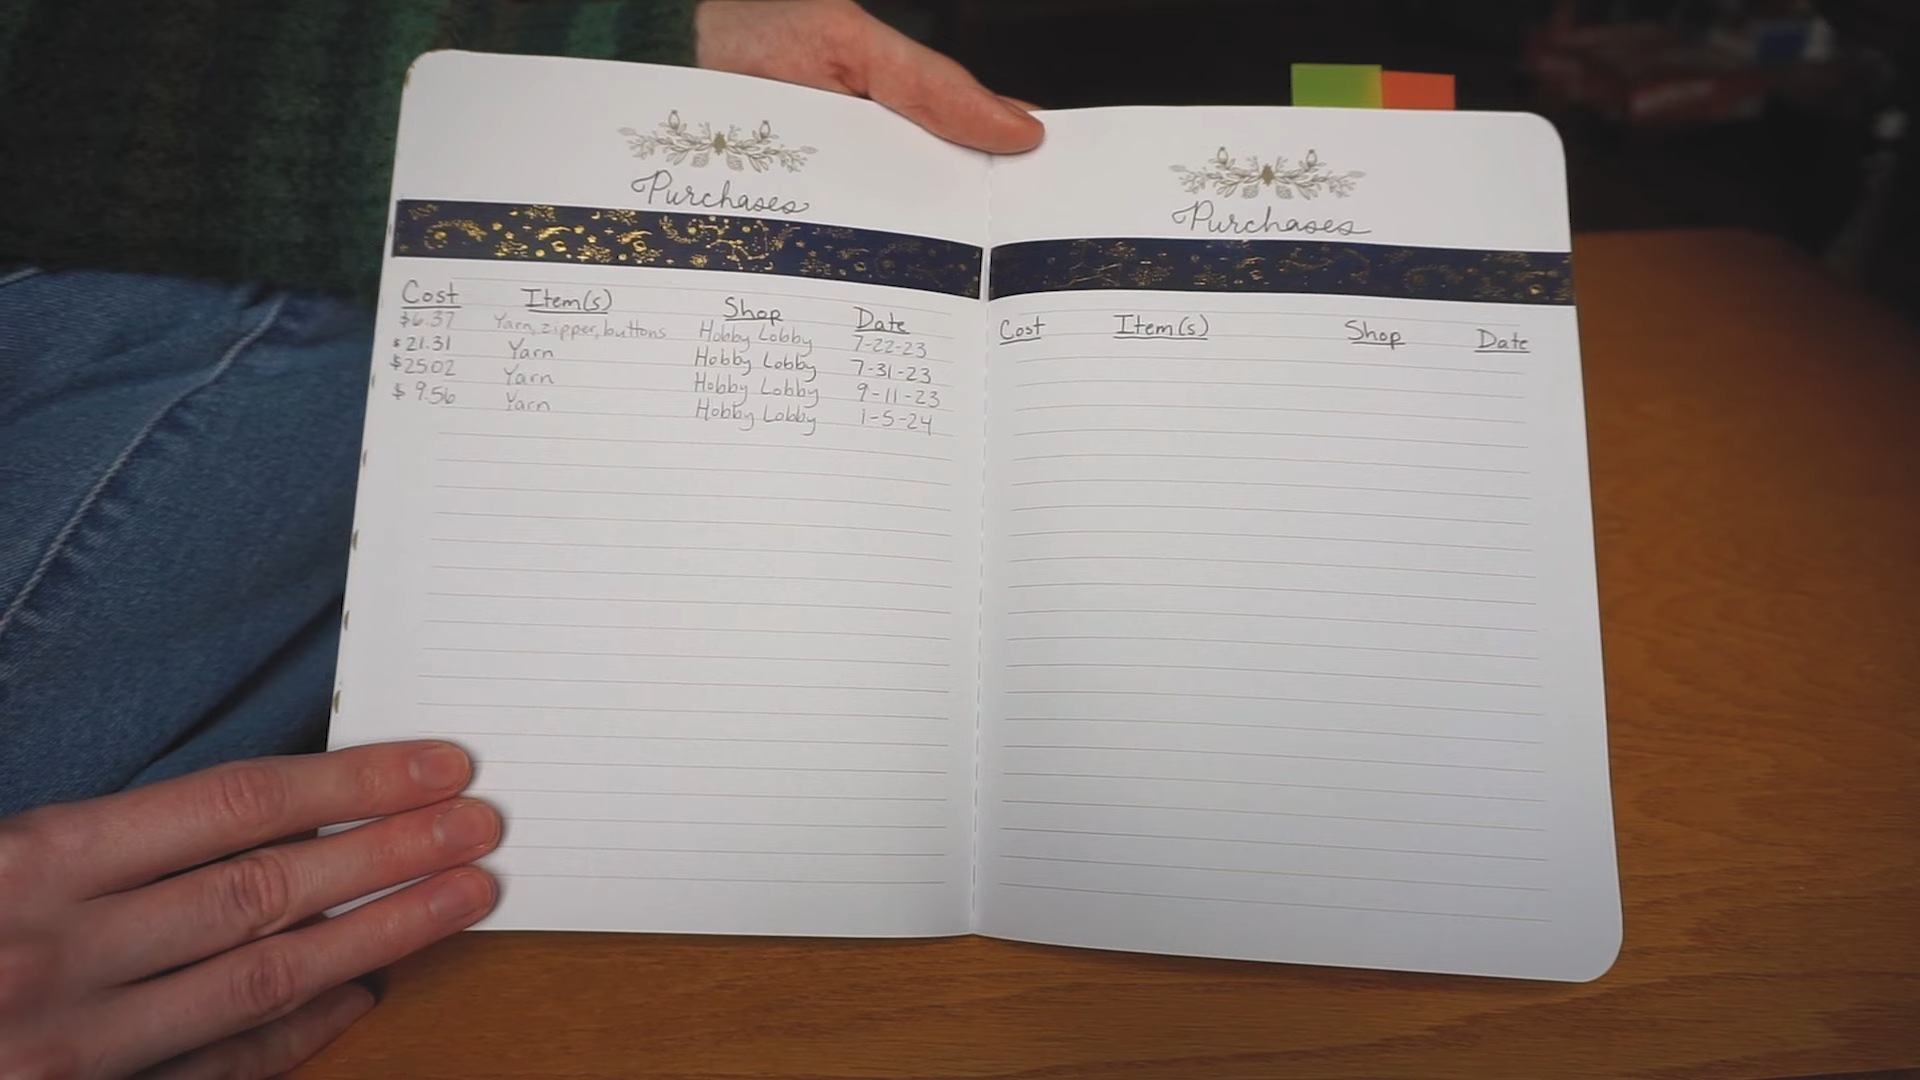 Purchases
Cost Item(s) Shop Date
$6.37 Yarn, zipper, buttons Hobby Lobby 7-22-23
$21.31 Yarn Hobby Lobby 7-31-23
$25.02 Yarn Hobby Lobby 9-11-23
$9.56 Yarn Hobby Lobby 1-5-24
Purchases
Cost Item(s) Shop Date